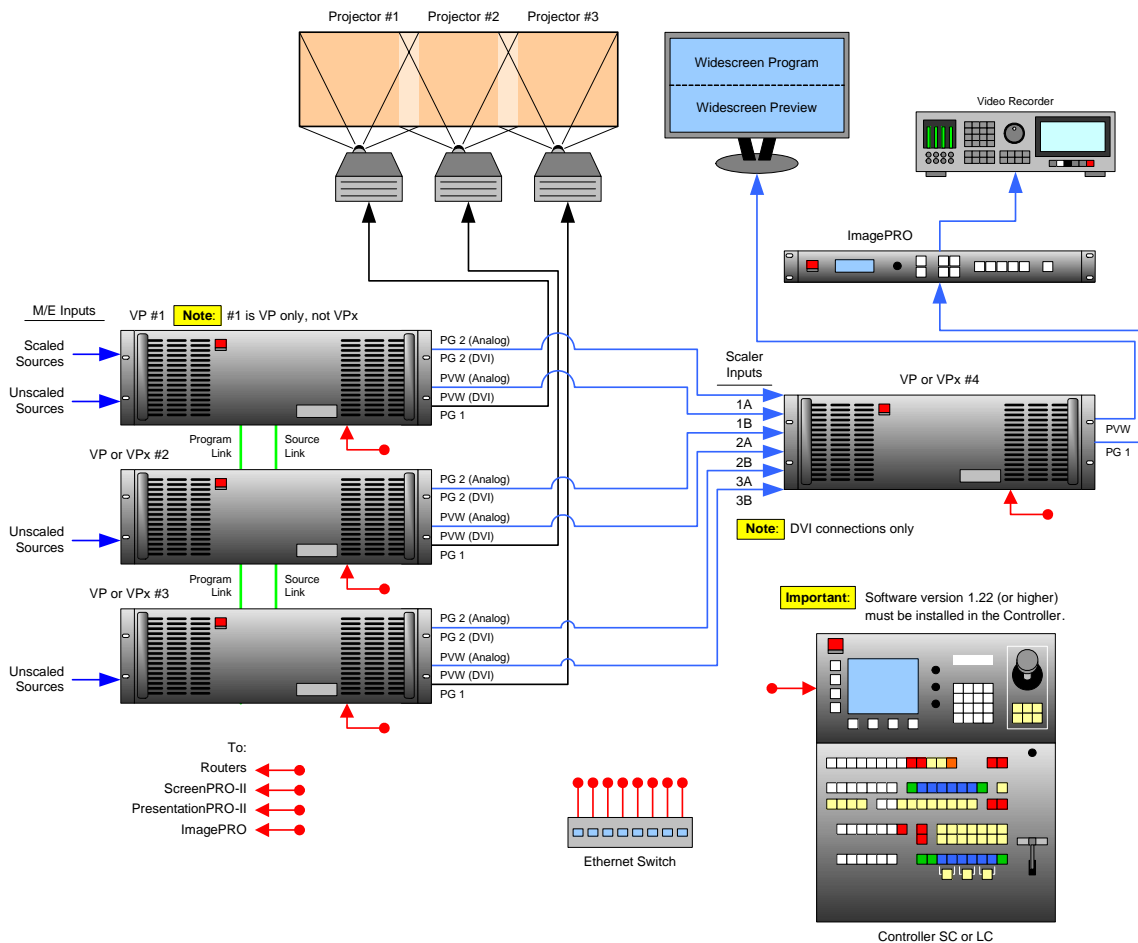 Projector #1
Projector #2
Projector #3
Widescreen Program
Widescreen Preview
Video Recorder
ImagePRO
M/E Inputs
VP #1
Note: #1 is VP only, not VPx
Scaled
Sources
Unscaled
Sources
PG 2 (Analog)
PG 2 (DVI)
PVW (Analog)
PVW (DVI)
PG 1
Program
Link
Source
Link
VP or VPx #2
Unscaled
Sources
PG 2 (Analog)
PG 2 (DVI)
PVW (Analog)
PVW (DVI)
PG 1
Program
Link
Source
Link
VP or VPx #3
Unscaled
Sources
PG 2 (Analog)
PG 2 (DVI)
PVW (Analog)
PVW (DVI)
PG 1
Scaler
Inputs
1A
1B
2A
2B
3A
3B
VP or VPx #4
PVW
PG 1
Note: DVI connections only
Important: Software version 1.22 (or higher)
must be installed in the Controller.
To:
Routers
ScreenPRO-II
PresentationPRO-II
ImagePRO
Ethernet Switch
Controller SC or LC